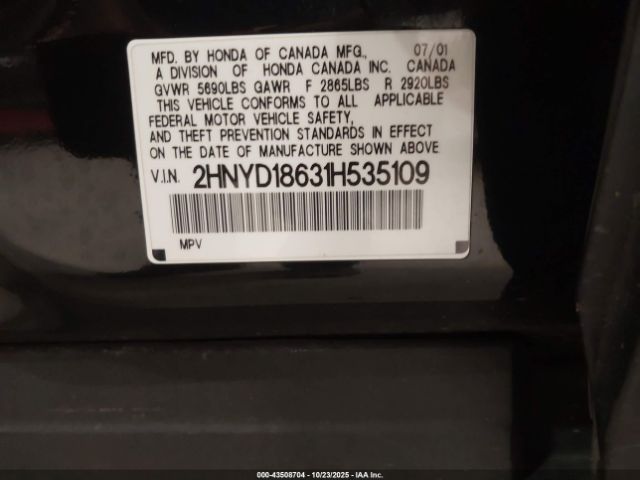 MFD. BY HONDA OF CANADA MFG., 07/01
A DIVISION OF HONDA CANADA INC. CANADA
GVWR 5690LBS GAWR F 2865LBS R 2920LBS
THIS VEHICLE CONFORMS TO ALL APPLICABLE
FEDERAL MOTOR VEHICLE SAFETY,
AND THEFT PREVENTION STANDARDS IN EFFECT
ON THE DATE OF MANUFACTURE SHOWN ABOVE.
V.I.N. 2HNYD18631H535109
MPV
000-43508704 - 10/23/2025 - IAA Inc.